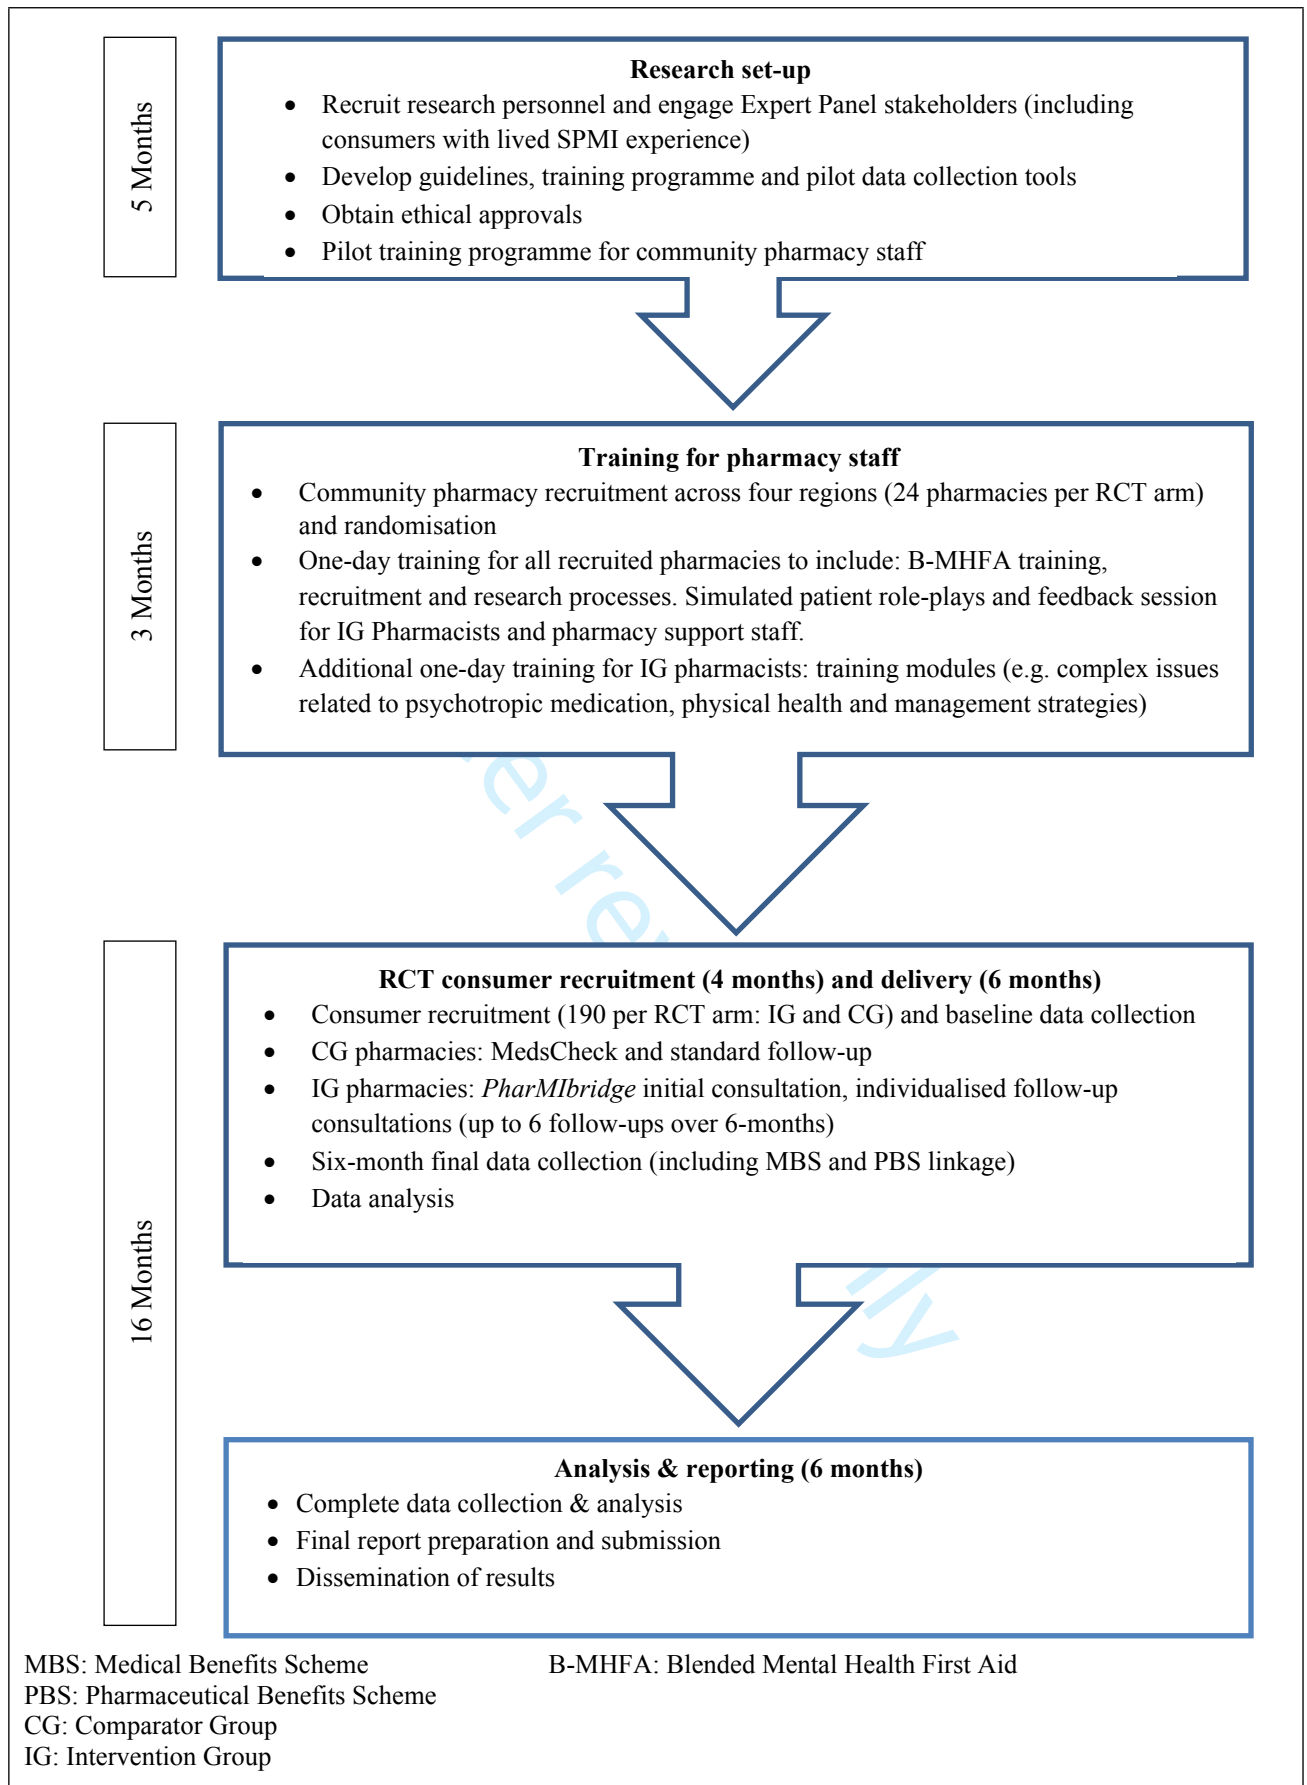 5 Months
Research set-up
• Recruit research personnel and engage Expert Panel stakeholders (including
consumers with lived SPMI experience)
• Develop guidelines, training programme and pilot data collection tools
• Obtain ethical approvals
• Pilot training programme for community pharmacy staff
3 Months
Training for pharmacy staff
• Community pharmacy recruitment across four regions (24 pharmacies per RCT arm)
and randomisation
• One-day training for all recruited pharmacies to include: B-MHFA training,
recruitment and research processes. Simulated patient role-plays and feedback session
for IG Pharmacists and pharmacy support staff.
• Additional one-day training for IG pharmacists: training modules (e.g. complex issues
related to psychotropic medication, physical health and management strategies)
16 Months
RCT consumer recruitment (4 months) and delivery (6 months)
• Consumer recruitment (190 per RCT arm: IG and CG) and baseline data collection
• CG pharmacies: MedsCheck and standard follow-up
• IG pharmacies: PharMIbridge initial consultation, individualised follow-up
consultations (up to 6 follow-ups over 6-months)
• Six-month final data collection (including MBS and PBS linkage)
• Data analysis
Analysis & reporting (6 months)
• Complete data collection & analysis
• Final report preparation and submission
• Dissemination of results
MBS: Medical Benefits Scheme
B-MHFA: Blended Mental Health First Aid
PBS: Pharmaceutical Benefits Scheme
CG: Comparator Group
IG: Intervention Group